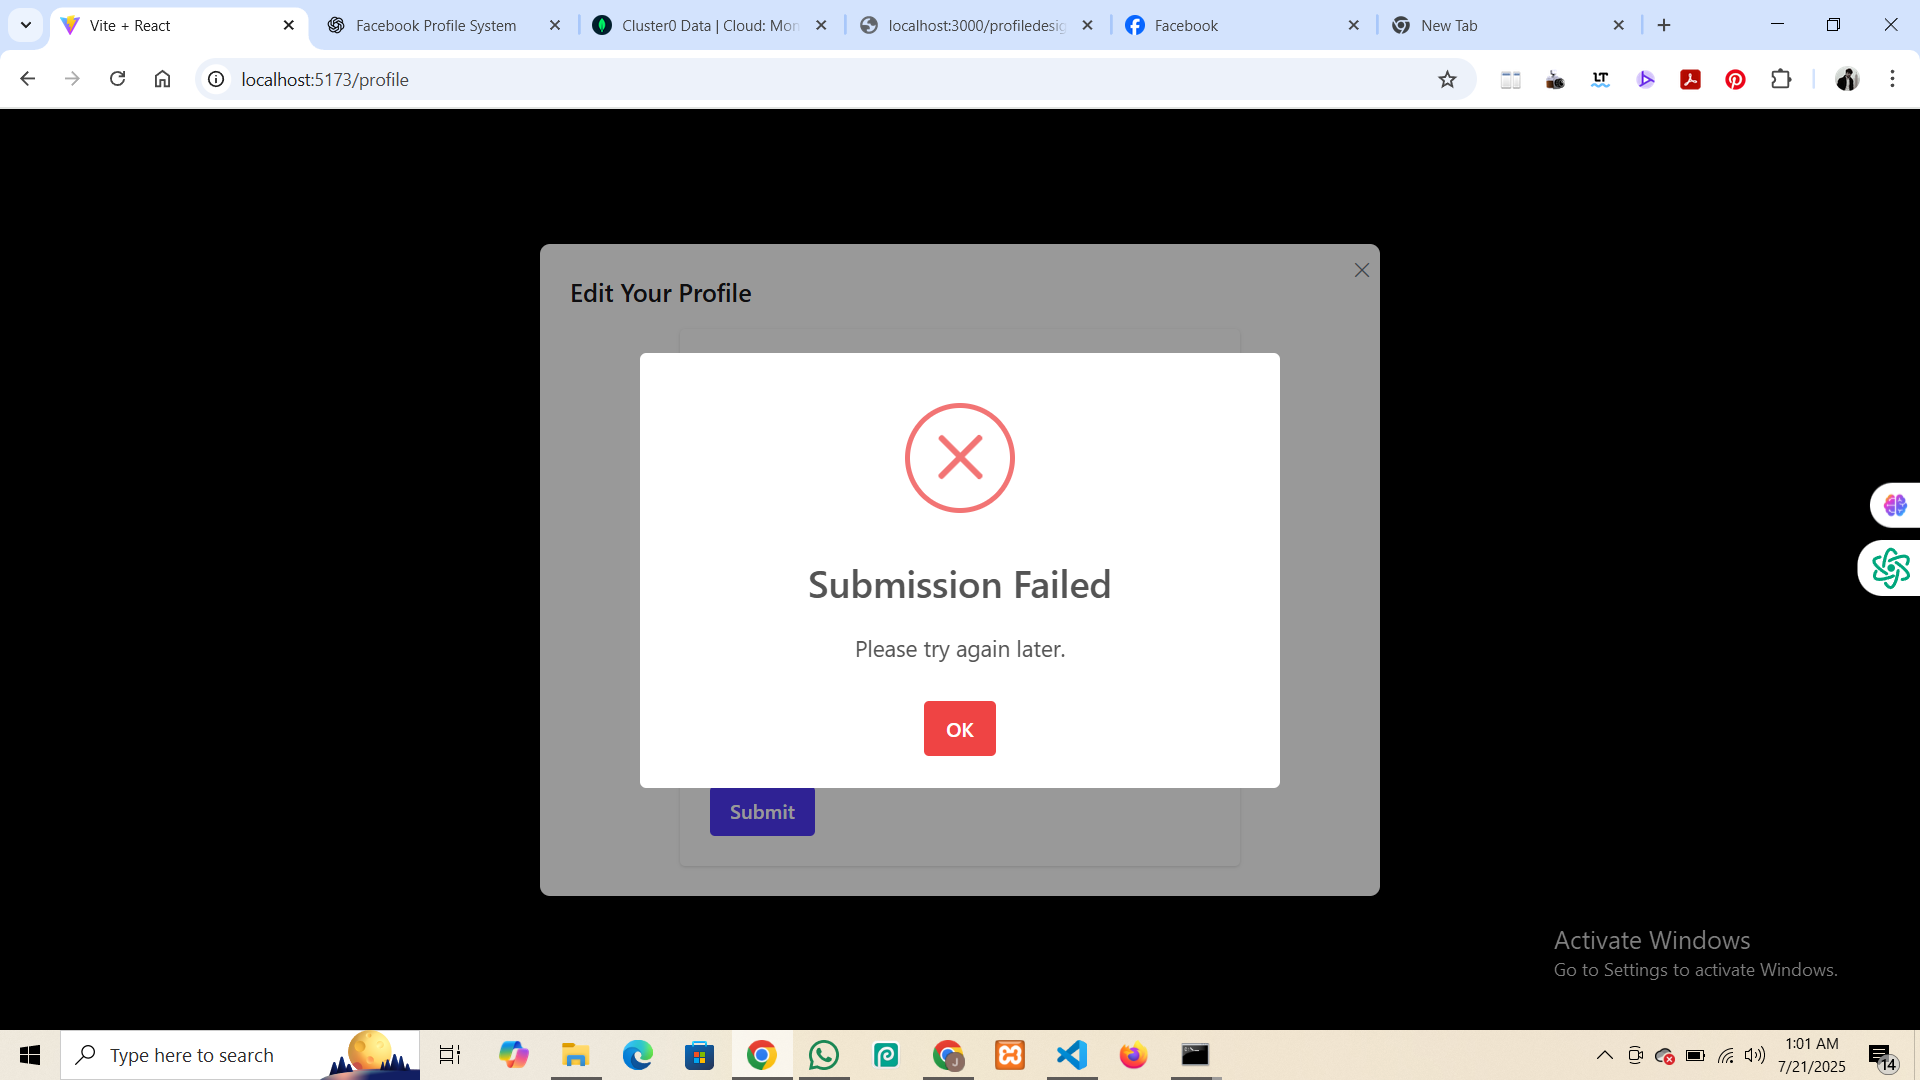 Vite + React
Facebook Profile System
Cluster0 Data | Cloud: Mon
localhost:3000/profiledesig
Facebook
New Tab
localhost:5173/profile
LT
Edit Your Profile
Submission Failed
Please try again later.
OK
Submit
Activate Windows
Go to Settings to activate Windows.
Type here to search
J
1:01 AM
7/21/2025
14